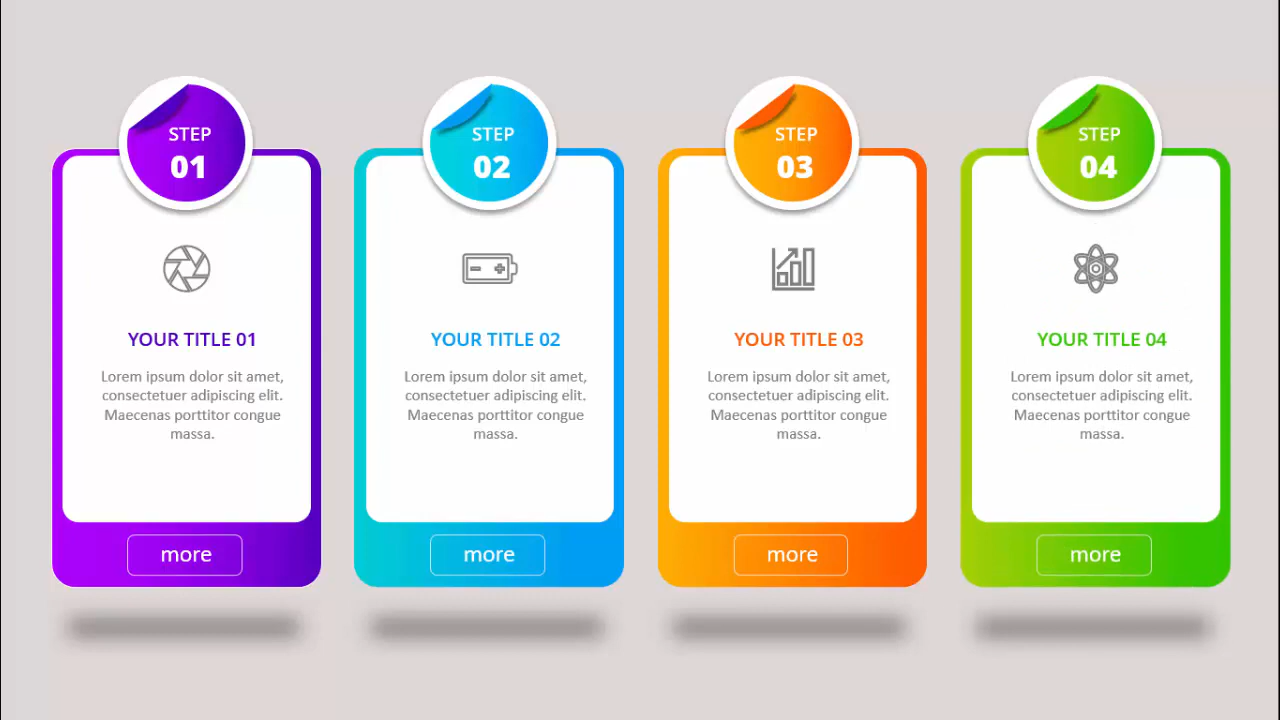 STEP
01
YOUR TITLE 01
Lorem ipsum dolor sit amet,
consectetuer adipiscing elit.
Maecenas porttitor congue
massa.
more
STEP
02
YOUR TITLE 02
Lorem ipsum dolor sit amet,
consectetuer adipiscing elit.
Maecenas porttitor congue
massa.
more
STEP
03
YOUR TITLE 03
Lorem ipsum dolor sit amet,
consectetuer adipiscing elit.
Maecenas porttitor congue
massa.
more
STEP
04
YOUR TITLE 04
Lorem ipsum dolor sit amet,
consectetuer adipiscing elit.
Maecenas porttitor congue
massa.
more